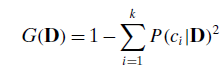 G(D) = 1 − ∑_{i=1}^{k} P(c_i|D)²